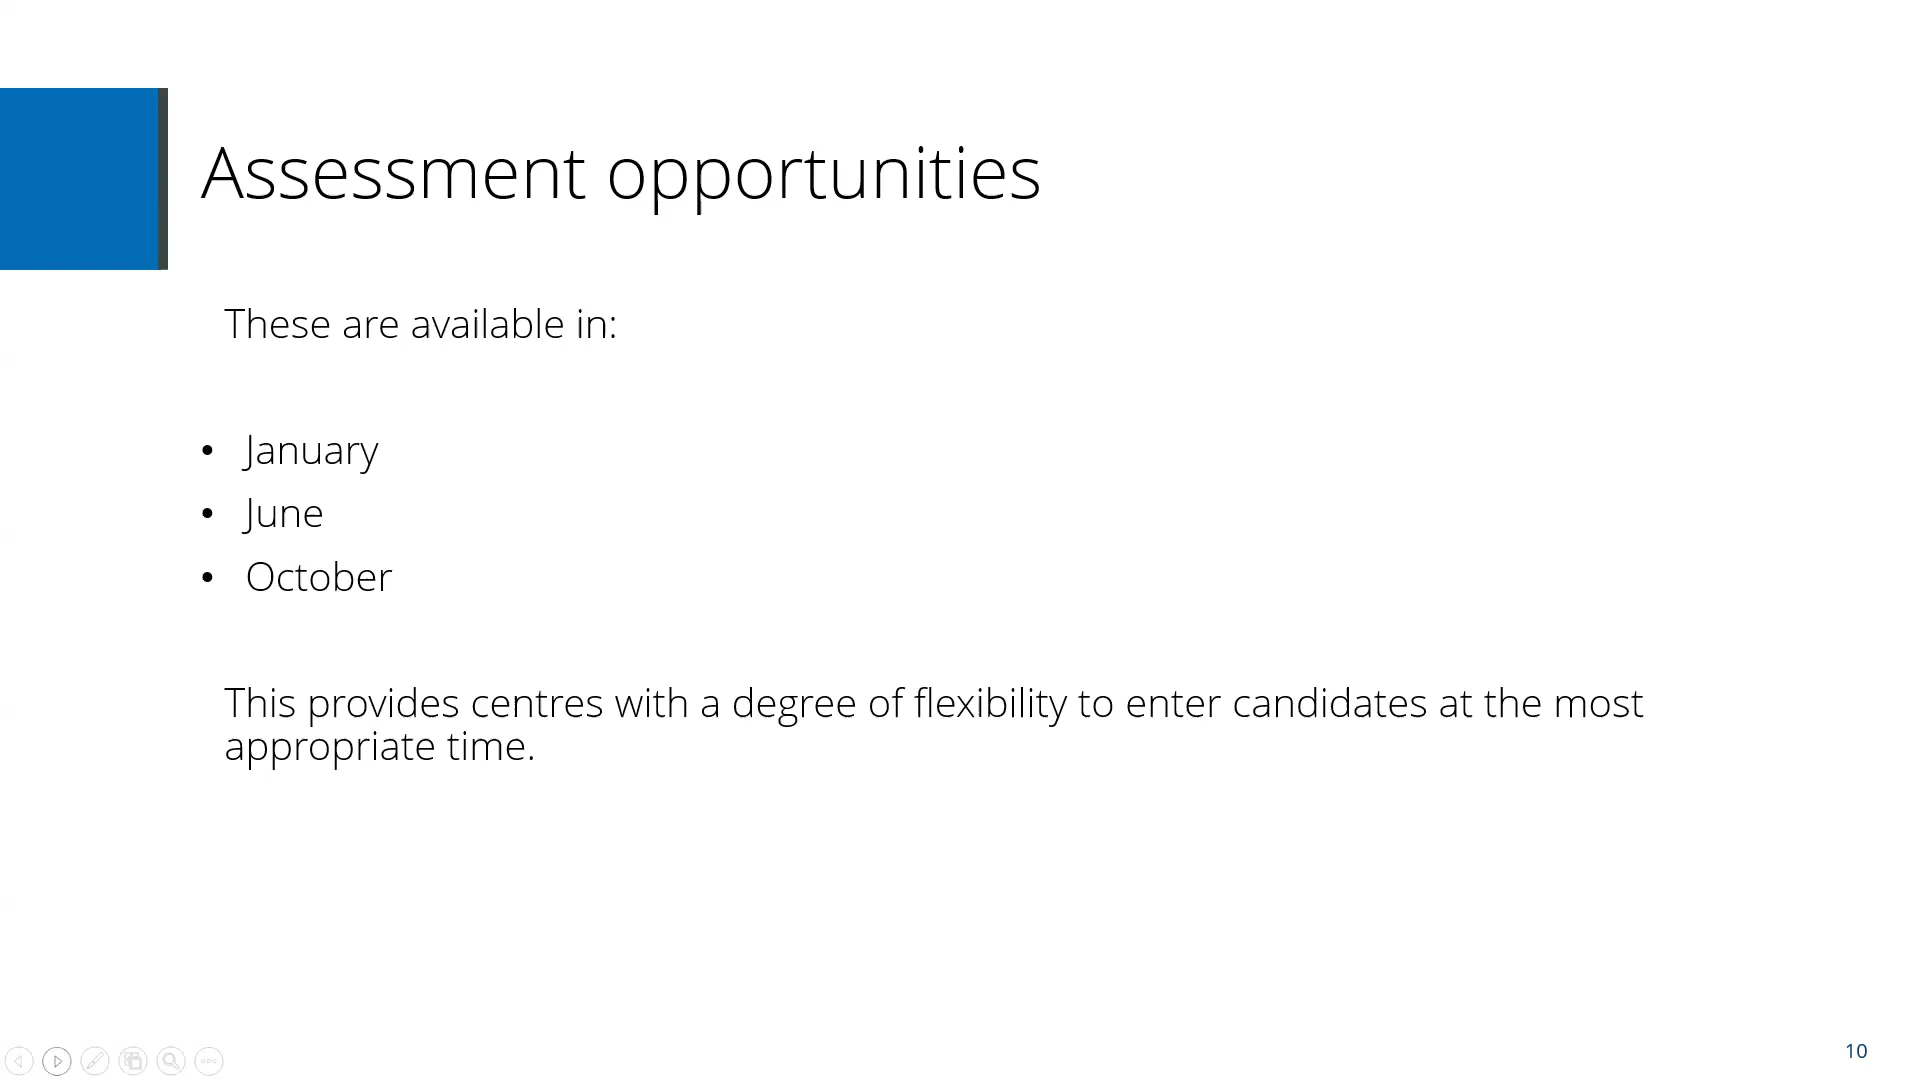 Assessment opportunities
These are available in:
• January
• June
• October
This provides centres with a degree of flexibility to enter candidates at the most
appropriate time.
10